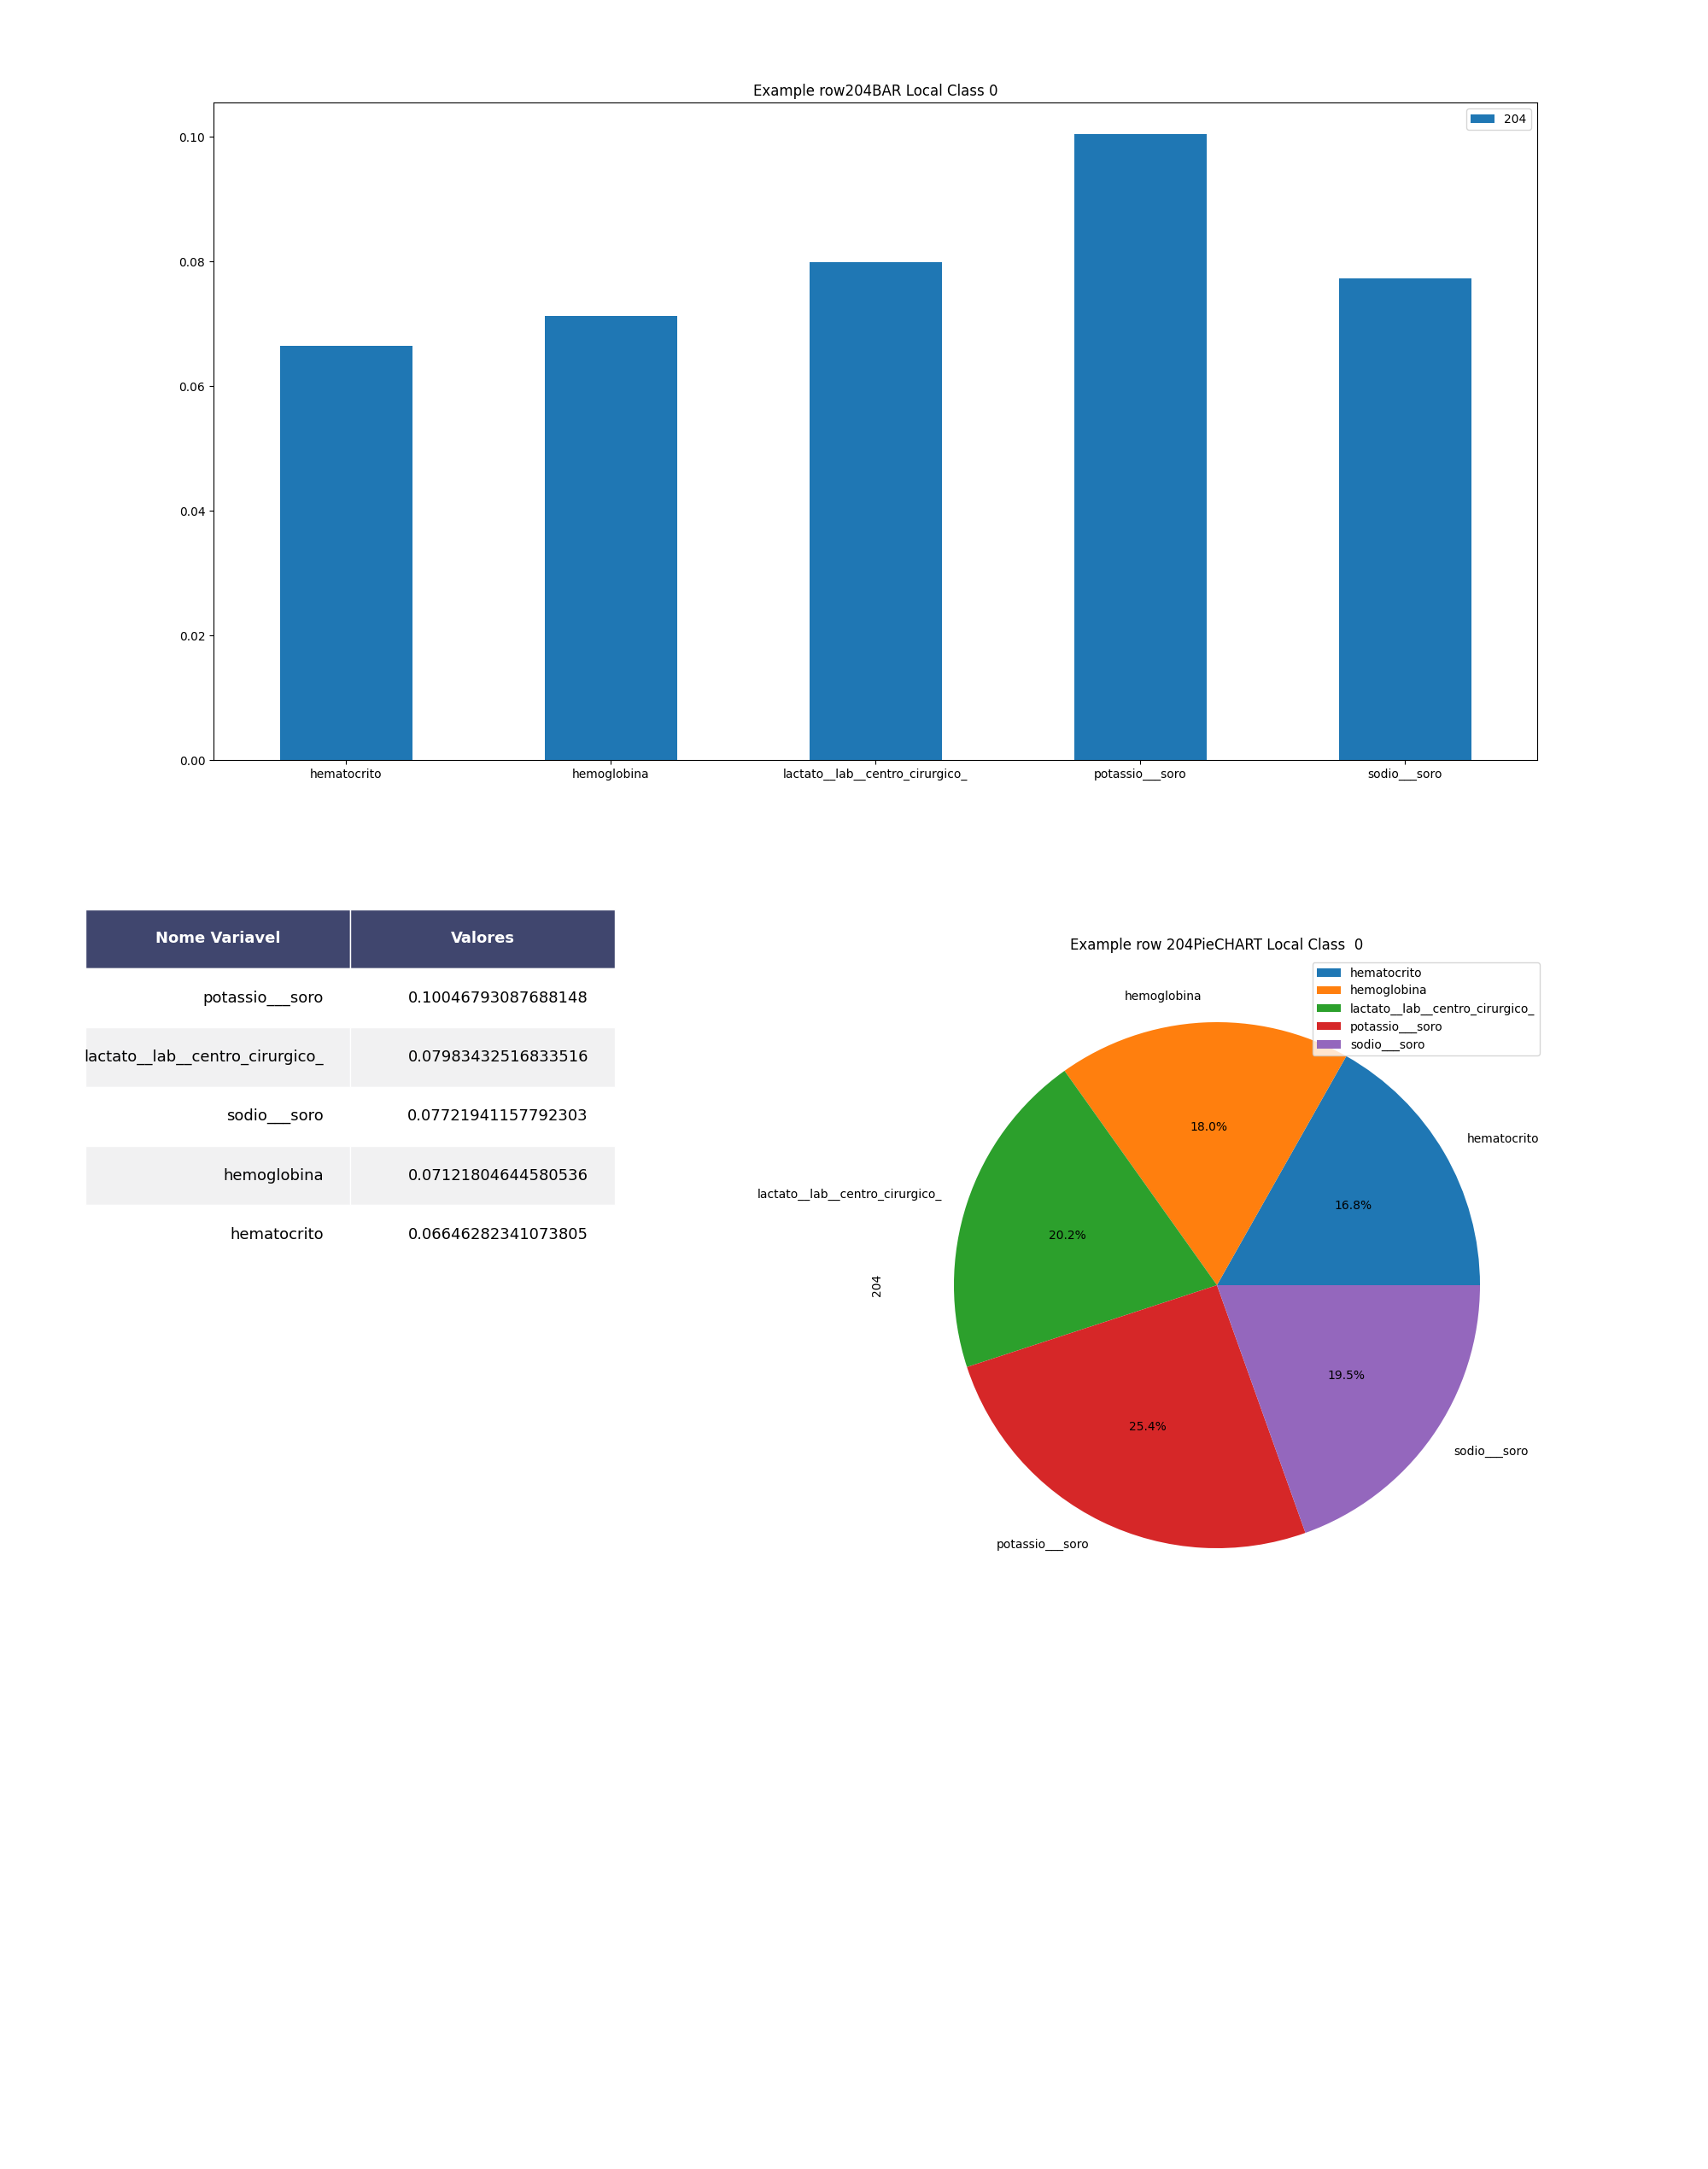 Example row204BAR Local Class 0
204
0.10
0.08
0.06
0.04
0.02
0.00
hematocrito
hemoglobina
lactato__lab__centro_cirurgico_
potassio___soro
sodio___soro
Nome Variavel Valores
potassio___soro 0.10046793087688148
lactato__lab__centro_cirurgico_ 0.07983432516833516
sodio___soro 0.07721941157792303
hemoglobina 0.07121804644580536
hematocrito 0.06646282341073805
Example row 204PieCHART Local Class  0
hematocrito
hemoglobina
lactato__lab__centro_cirurgico_
potassio___soro
sodio___soro
hemoglobina
18.0%
hematocrito
16.8%
lactato__lab__centro_cirurgico_
20.2%
204
19.5%
25.4%
sodio___soro
potassio___soro